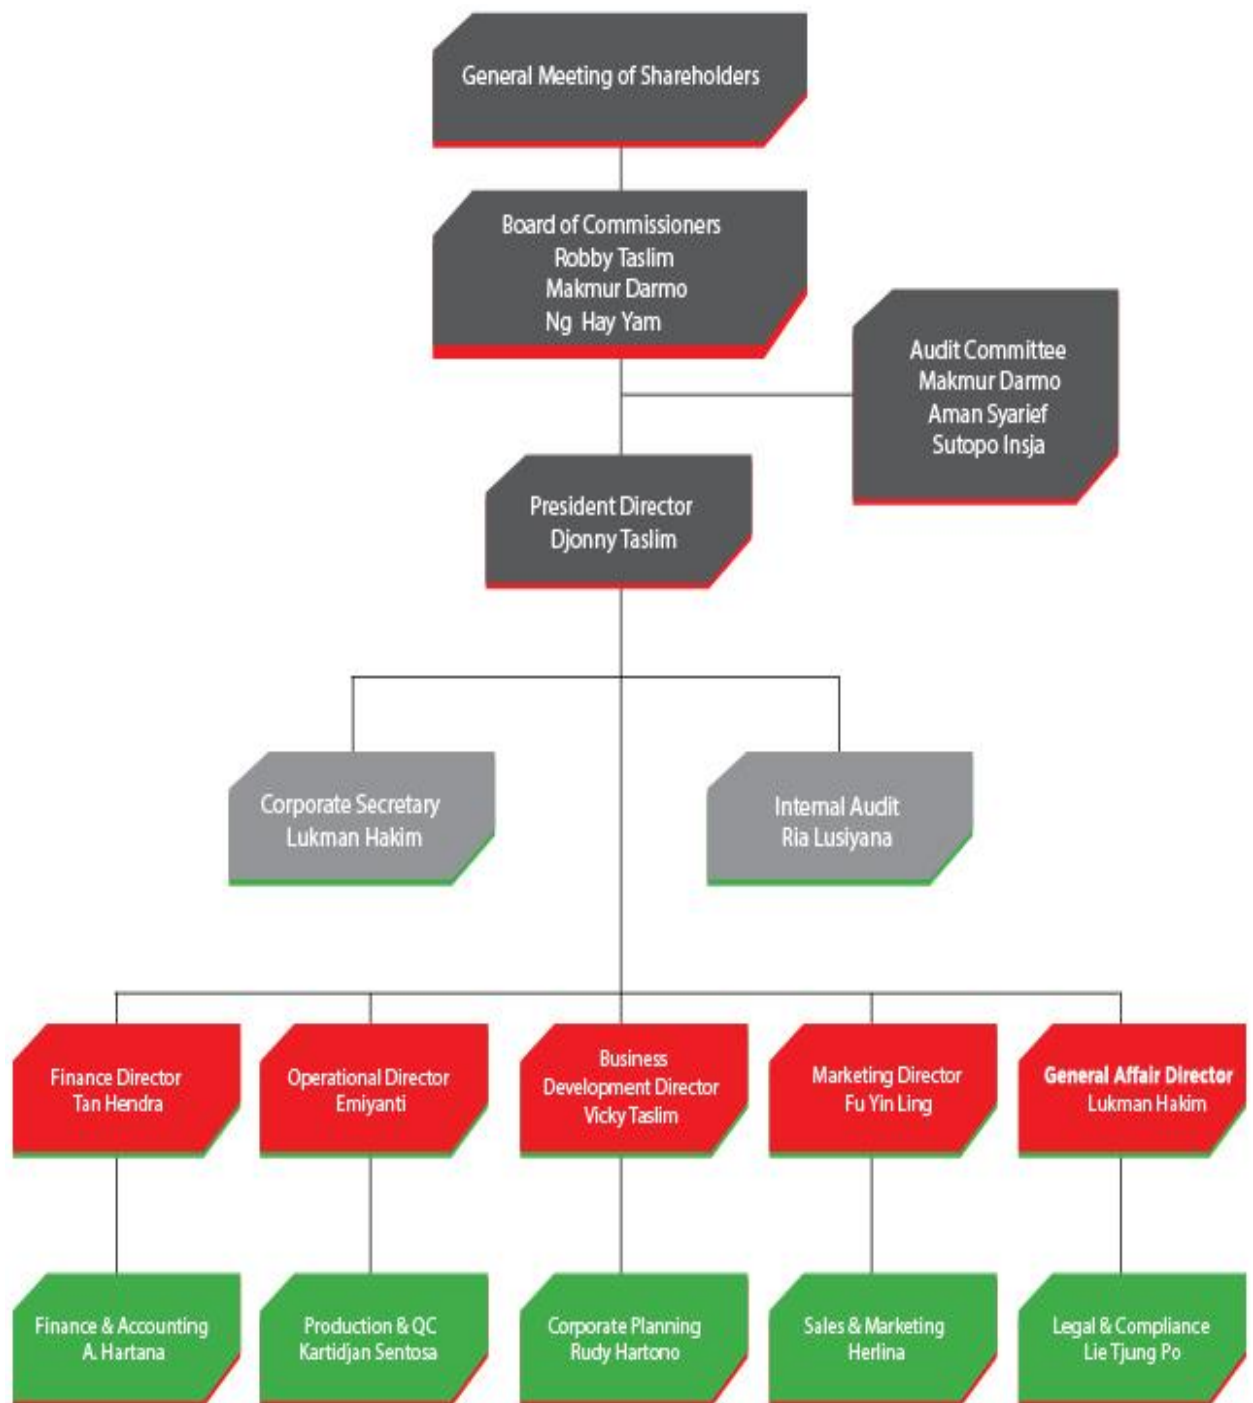 General Meeting of Shareholders
Board of Commissioners
Robby Taslim
Makmur Darmo
Ng Hay Yam
Audit Committee
Makmur Darmo
Aman Syarief
Sutopo Insja
President Director
Djonny Taslim
Corporate Secretary
Lukman Hakim
Internal Audit
Ria Lusiyana
Finance Director
Tan Hendra
Operational Director
Emiyanti
Business
Development Director
Vicky Taslim
Marketing Director
Fu Yin Ling
General Affair Director
Lukman Hakim
Finance & Accounting
A. Hartana
Production & QC
Kartidjan Sentosa
Corporate Planning
Rudy Hartono
Sales & Marketing
Herlina
Legal & Compliance
Lie Tjung Po